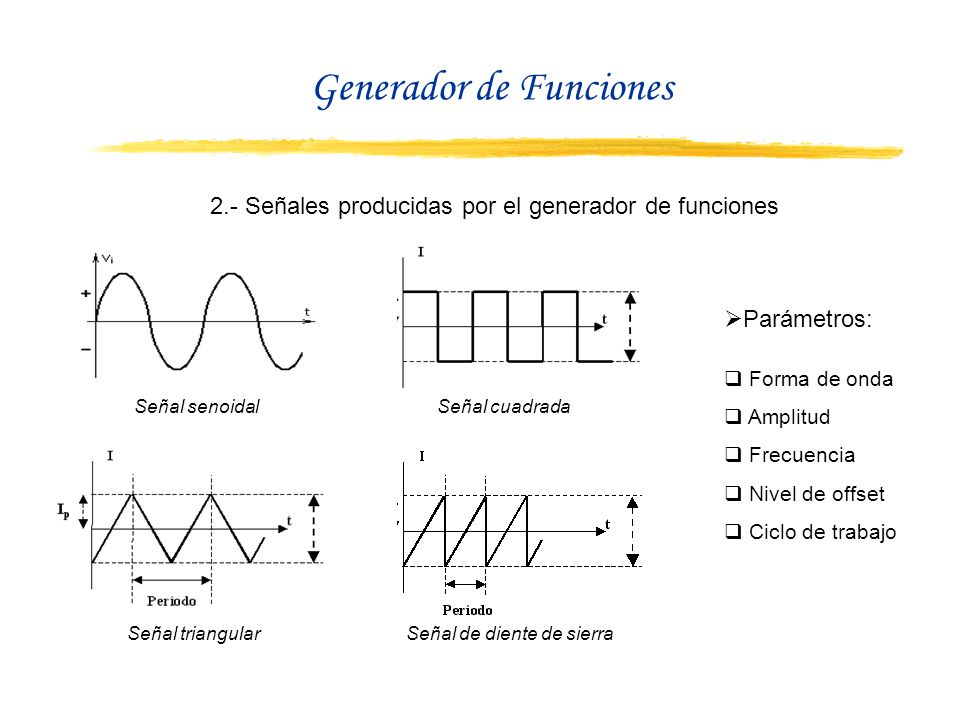 Generador de Funciones
2.- Señales producidas por el generador de funciones
Vi
+
t
−
Señal senoidal
I
t
Señal cuadrada
I
Ip
t
Periodo
Señal triangular
I
t
Periodo
Señal de diente de sierra
Parámetros:
Forma de onda
Amplitud
Frecuencia
Nivel de offset
Ciclo de trabajo